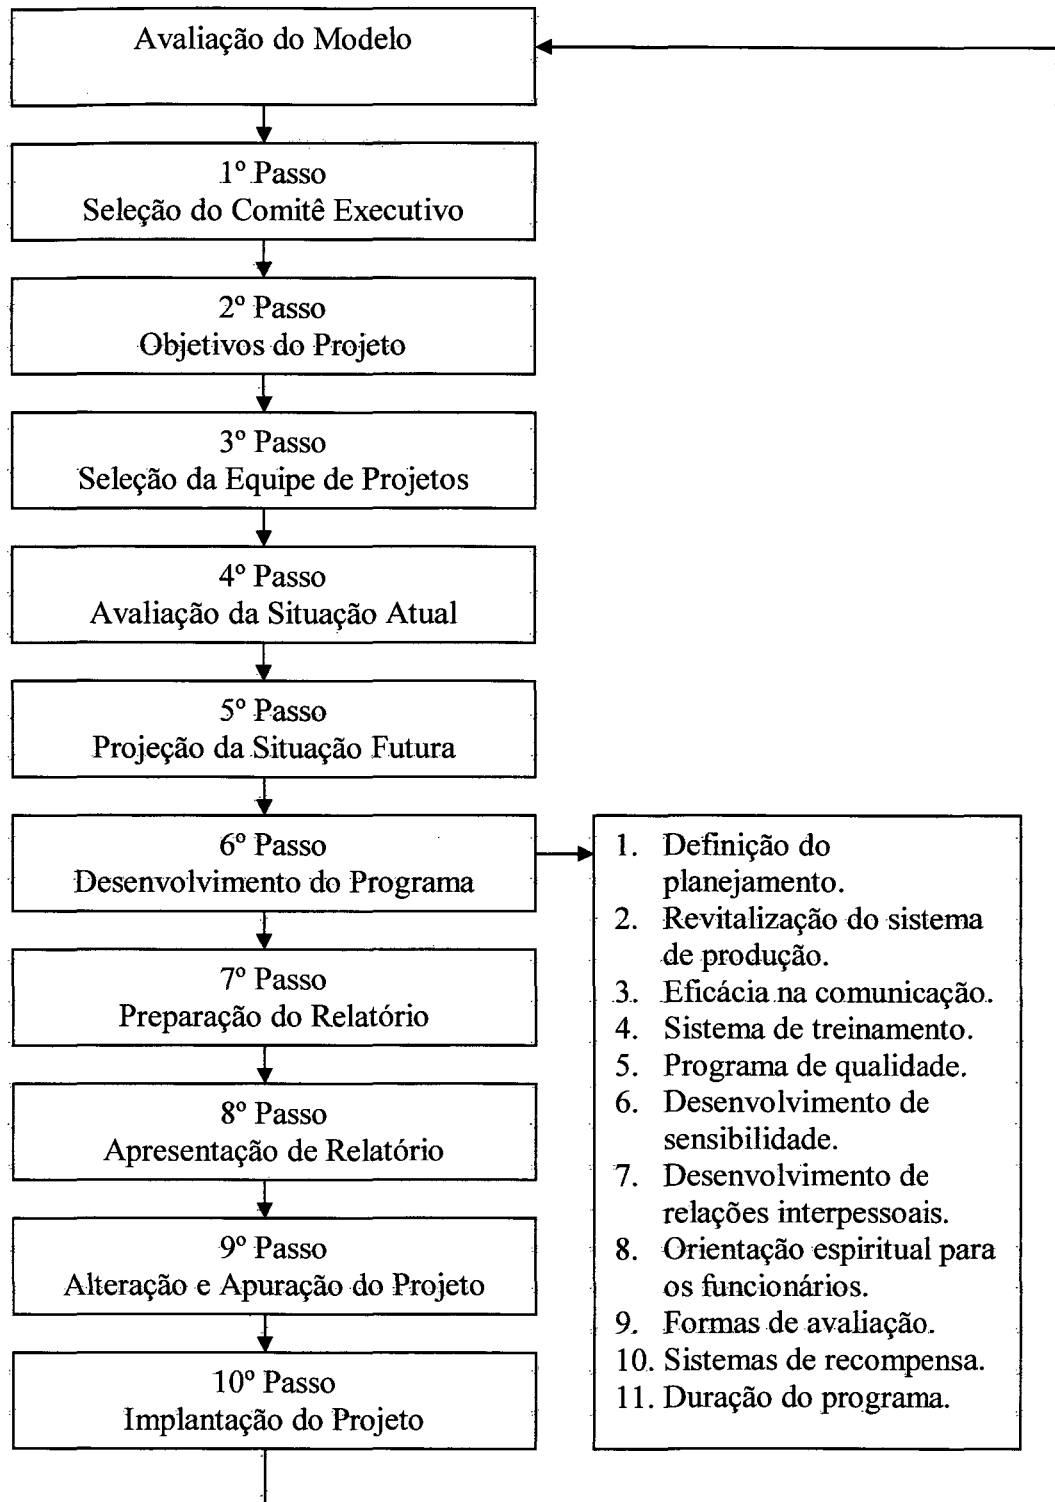 Avaliação do Modelo
1º Passo
Seleção do Comitê Executivo
2º Passo
Objetivos do Projeto
3º Passo
Seleção da Equipe de Projetos
4º Passo
Avaliação da Situação Atual
5º Passo
Projeção da Situação Futura
6º Passo
Desenvolvimento do Programa
7º Passo
Preparação do Relatório
8º Passo
Apresentação de Relatório
9º Passo
Alteração e Apuração do Projeto
10º Passo
Implantação do Projeto
1. Definição do
planejamento.
2. Revitalização do sistema
de produção.
3. Eficácia na comunicação.
4. Sistema de treinamento.
5. Programa de qualidade.
6. Desenvolvimento de
sensibilidade.
7. Desenvolvimento de
relações interpessoais.
8. Orientação espiritual para
os funcionários.
9. Formas de avaliação.
10. Sistemas de recompensa.
11. Duração do programa.